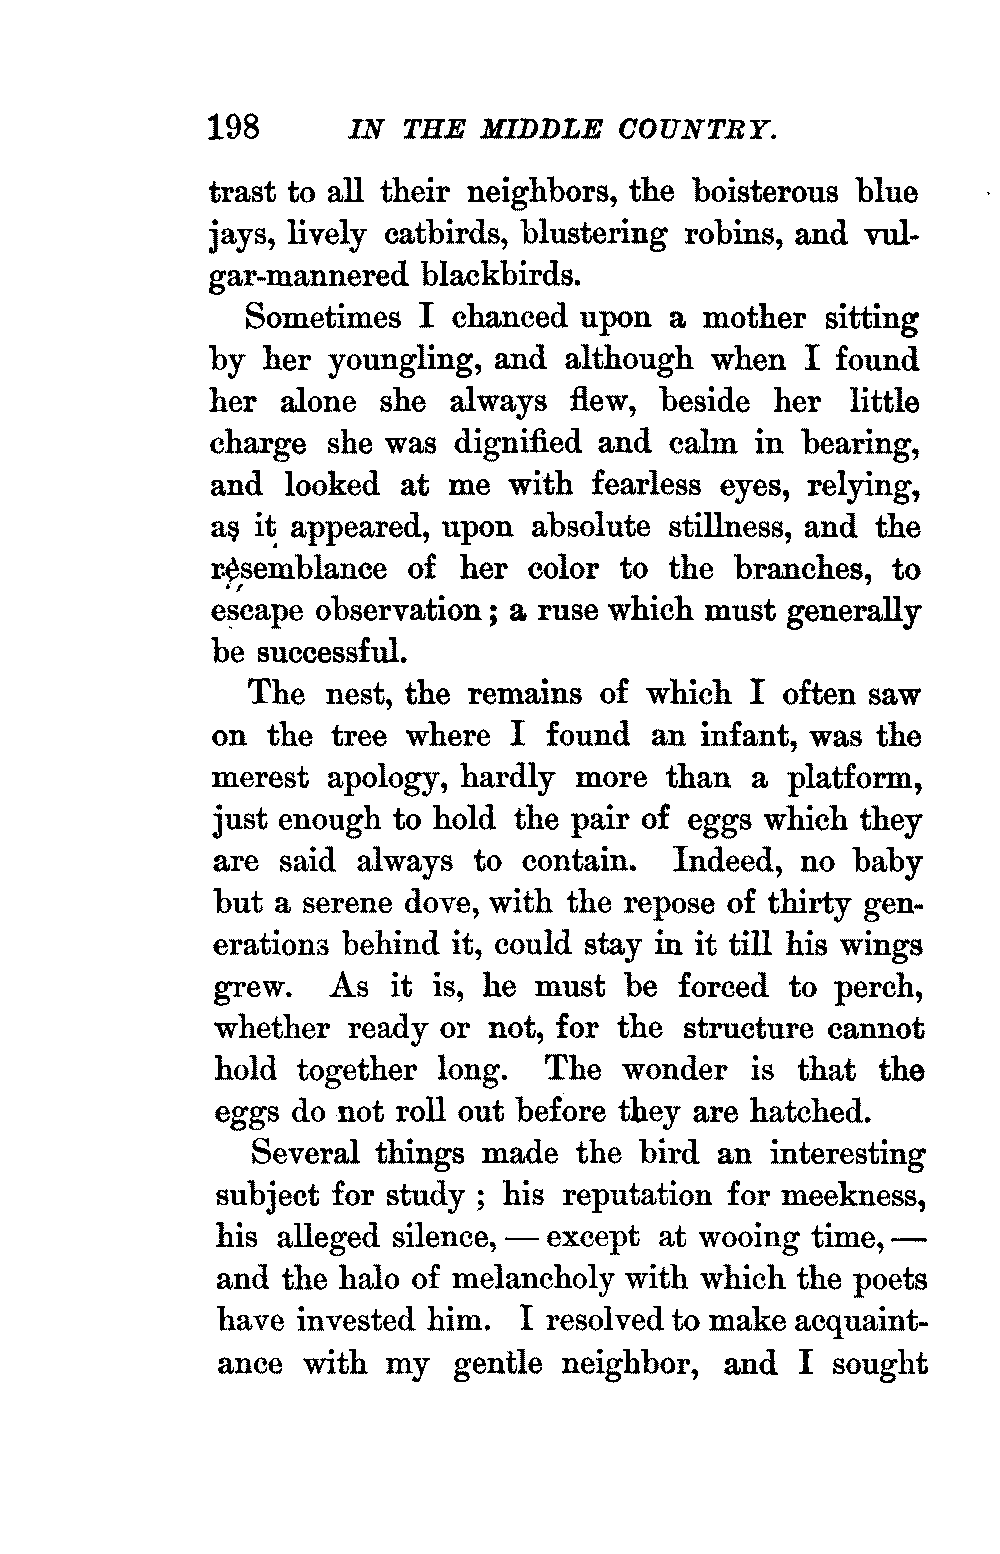 198 IN THE MIDDLE COUNTRY.
trast to all their neighbors, the boisterous blue
jays, lively catbirds, blustering robins, and vul-
gar-mannered blackbirds.
Sometimes I chanced upon a mother sitting
by her youngling, and although when I found
her alone she always flew, beside her little
charge she was dignified and calm in bearing,
and looked at me with fearless eyes, relying,
as it appeared, upon absolute stillness, and the
resemblance of her color to the branches, to
escape observation; a ruse which must generally
be successful.
The nest, the remains of which I often saw
on the tree where I found an infant, was the
merest apology, hardly more than a platform,
just enough to hold the pair of eggs which they
are said always to contain. Indeed, no baby
but a serene dove, with the repose of thirty gen-
erations behind it, could stay in it till his wings
grew. As it is, he must be forced to perch,
whether ready or not, for the structure cannot
hold together long. The wonder is that the
eggs do not roll out before they are hatched.
Several things made the bird an interesting
subject for study; his reputation for meekness,
his alleged silence, — except at wooing time, —
and the halo of melancholy with which the poets
have invested him. I resolved to make acquaint-
ance with my gentle neighbor, and I sought